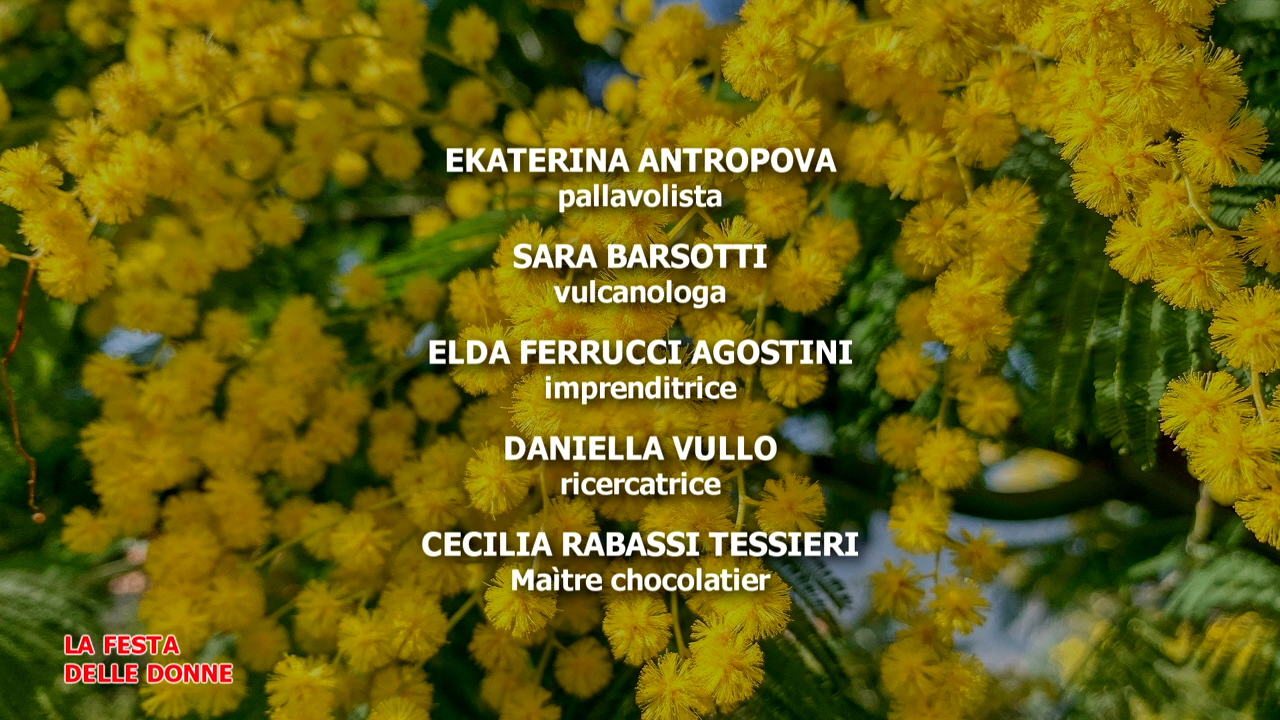 EKATERINA ANTROPOVA
pallavolista
SARA BARSOTTI
vulcanologa
ELDA FERRUCCI AGOSTINI
imprenditrice
DANIELLA VULLO
ricercatrice
CECILIA RABASSI TESSIERI
Maìtre chocolatier
LA FESTA
DELLE DONNE